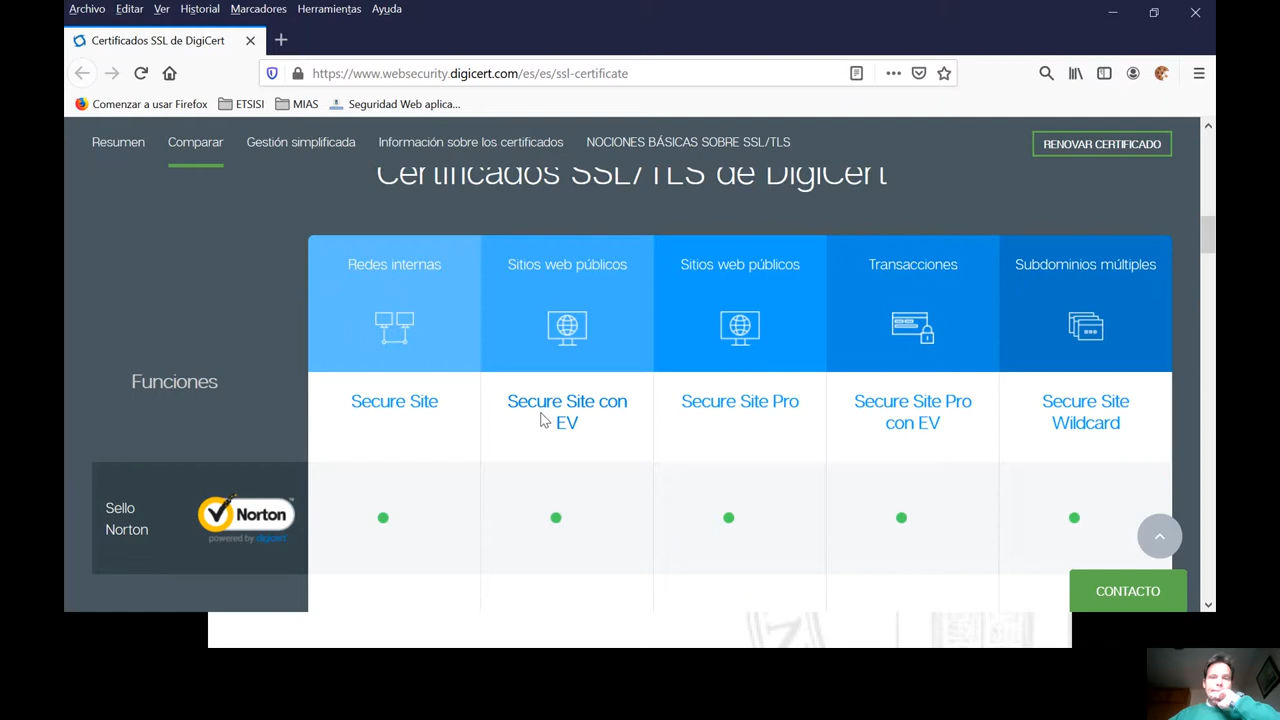 Archivo Editar Ver Historial Marcadores Herramientas Ayuda
Certificados SSL de DigiCert
https://www.websecurity.digicert.com/es/es/ssl-certificate
Comenzar a usar Firefox ETSISI MIAS Seguridad Web aplica...
Resumen Comparar Gestión simplificada Información sobre los certificados NOCIONES BÁSICAS SOBRE SSL/TLS RENOVAR CERTIFICADO
Certificados SSL/TLS de DigiCert
Redes internas Sitios web públicos Sitios web públicos Transacciones Subdominios múltiples
Funciones
Secure Site
Secure Site con
EV
Secure Site Pro
Secure Site Pro
con EV
Secure Site
Wildcard
Sello
Norton
Norton
powered by digicert
CONTACTO